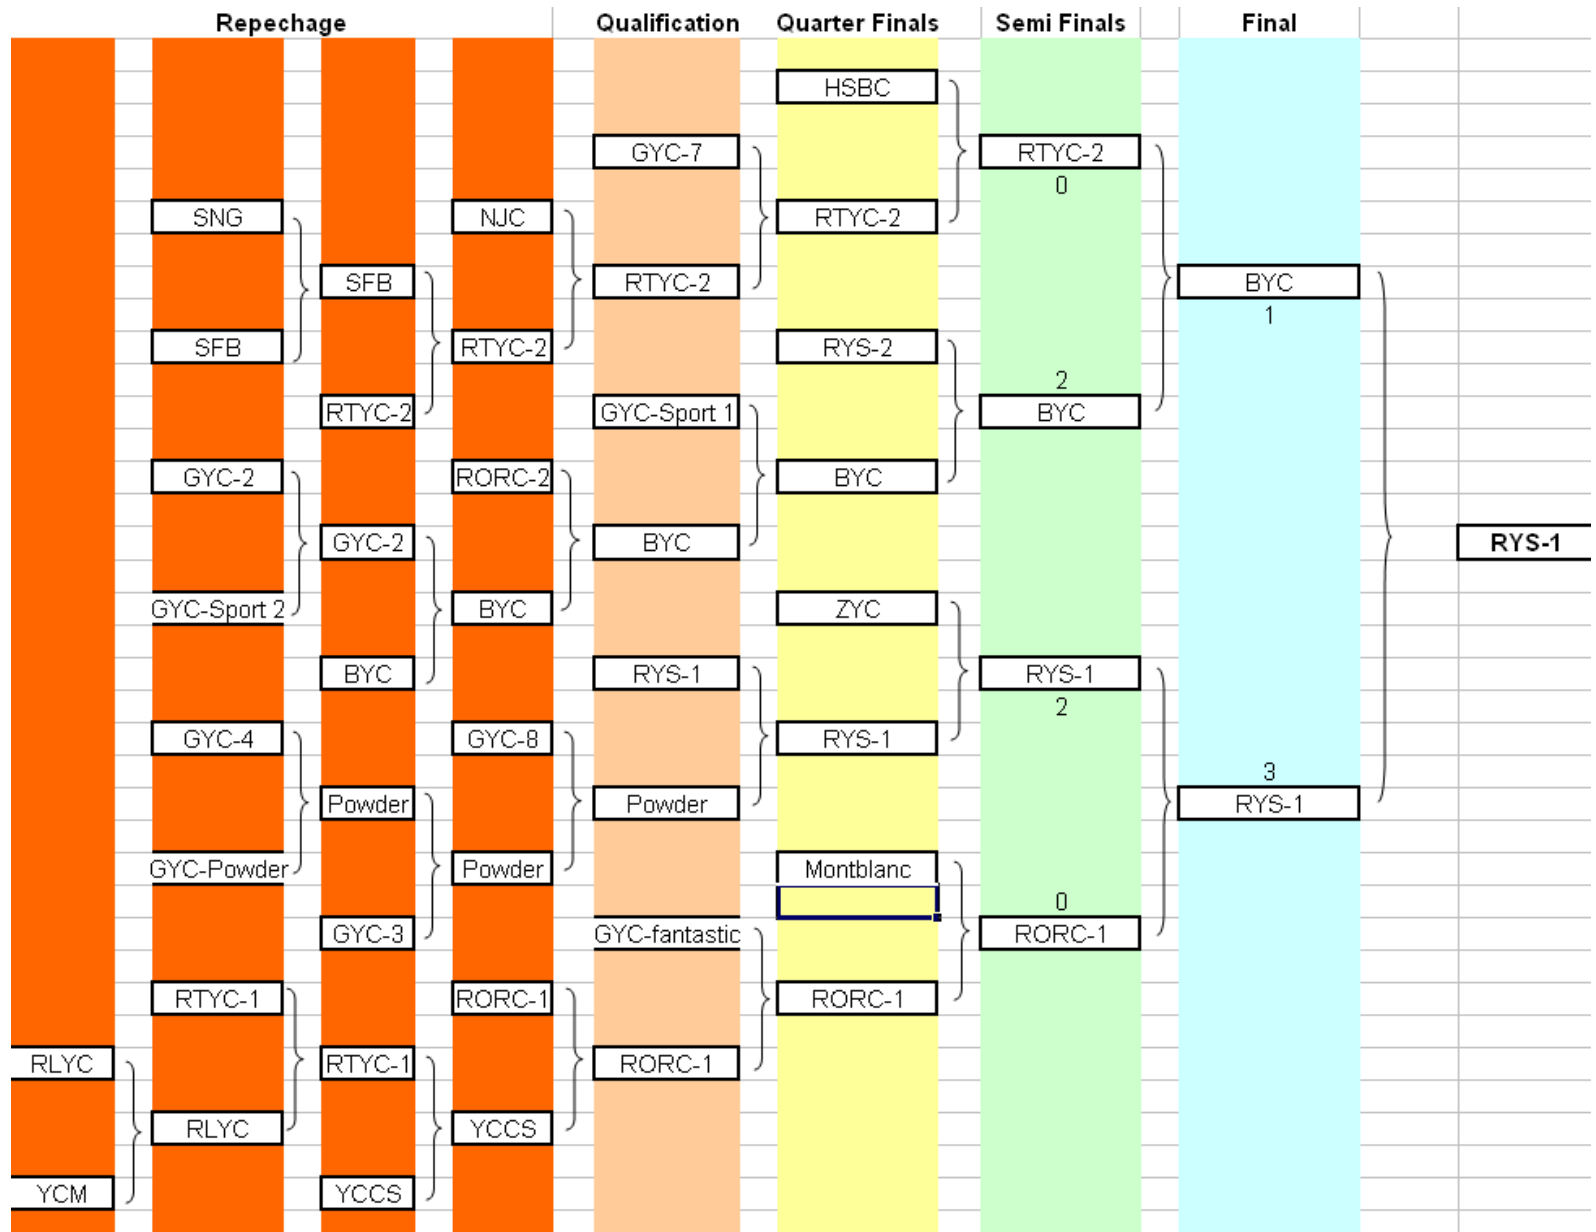 Repechage Qualification Quarter Finals Semi Finals Final
HSBC
GYC-7 RTYC-2
0
SNG NJC RTYC-2
SFB RTYC-2 BYC
1
SFB RTYC-2 RYS-2
2
RTYC-2 GYC-Sport 1 BYC
GYC-2 RORC-2 BYC
GYC-2 BYC RYS-1
GYC-Sport 2 BYC ZYC
BYC RYS-1 RYS-1
2
GYC-4 GYC-8 RYS-1
3
Powder Powder RYS-1
GYC-Powder Powder Montblanc
0
GYC-3 GYC-fantastic RORC-1
RTYC-1 RORC-1 RORC-1
RLYC RTYC-1 RORC-1
RLYC YCCS
YCM YCCS